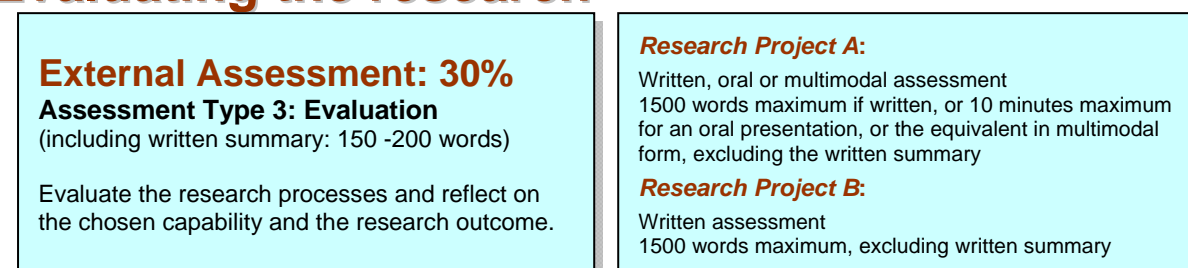 Evaluating the research
External Assessment: 30%
Assessment Type 3: Evaluation
(including written summary: 150 -200 words)
Evaluate the research processes and reflect on
the chosen capability and the research outcome.
Research Project A:
Written, oral or multimodal assessment
1500 words maximum if written, or 10 minutes maximum
for an oral presentation, or the equivalent in multimodal
form, excluding the written summary
Research Project B:
Written assessment
1500 words maximum, excluding written summary